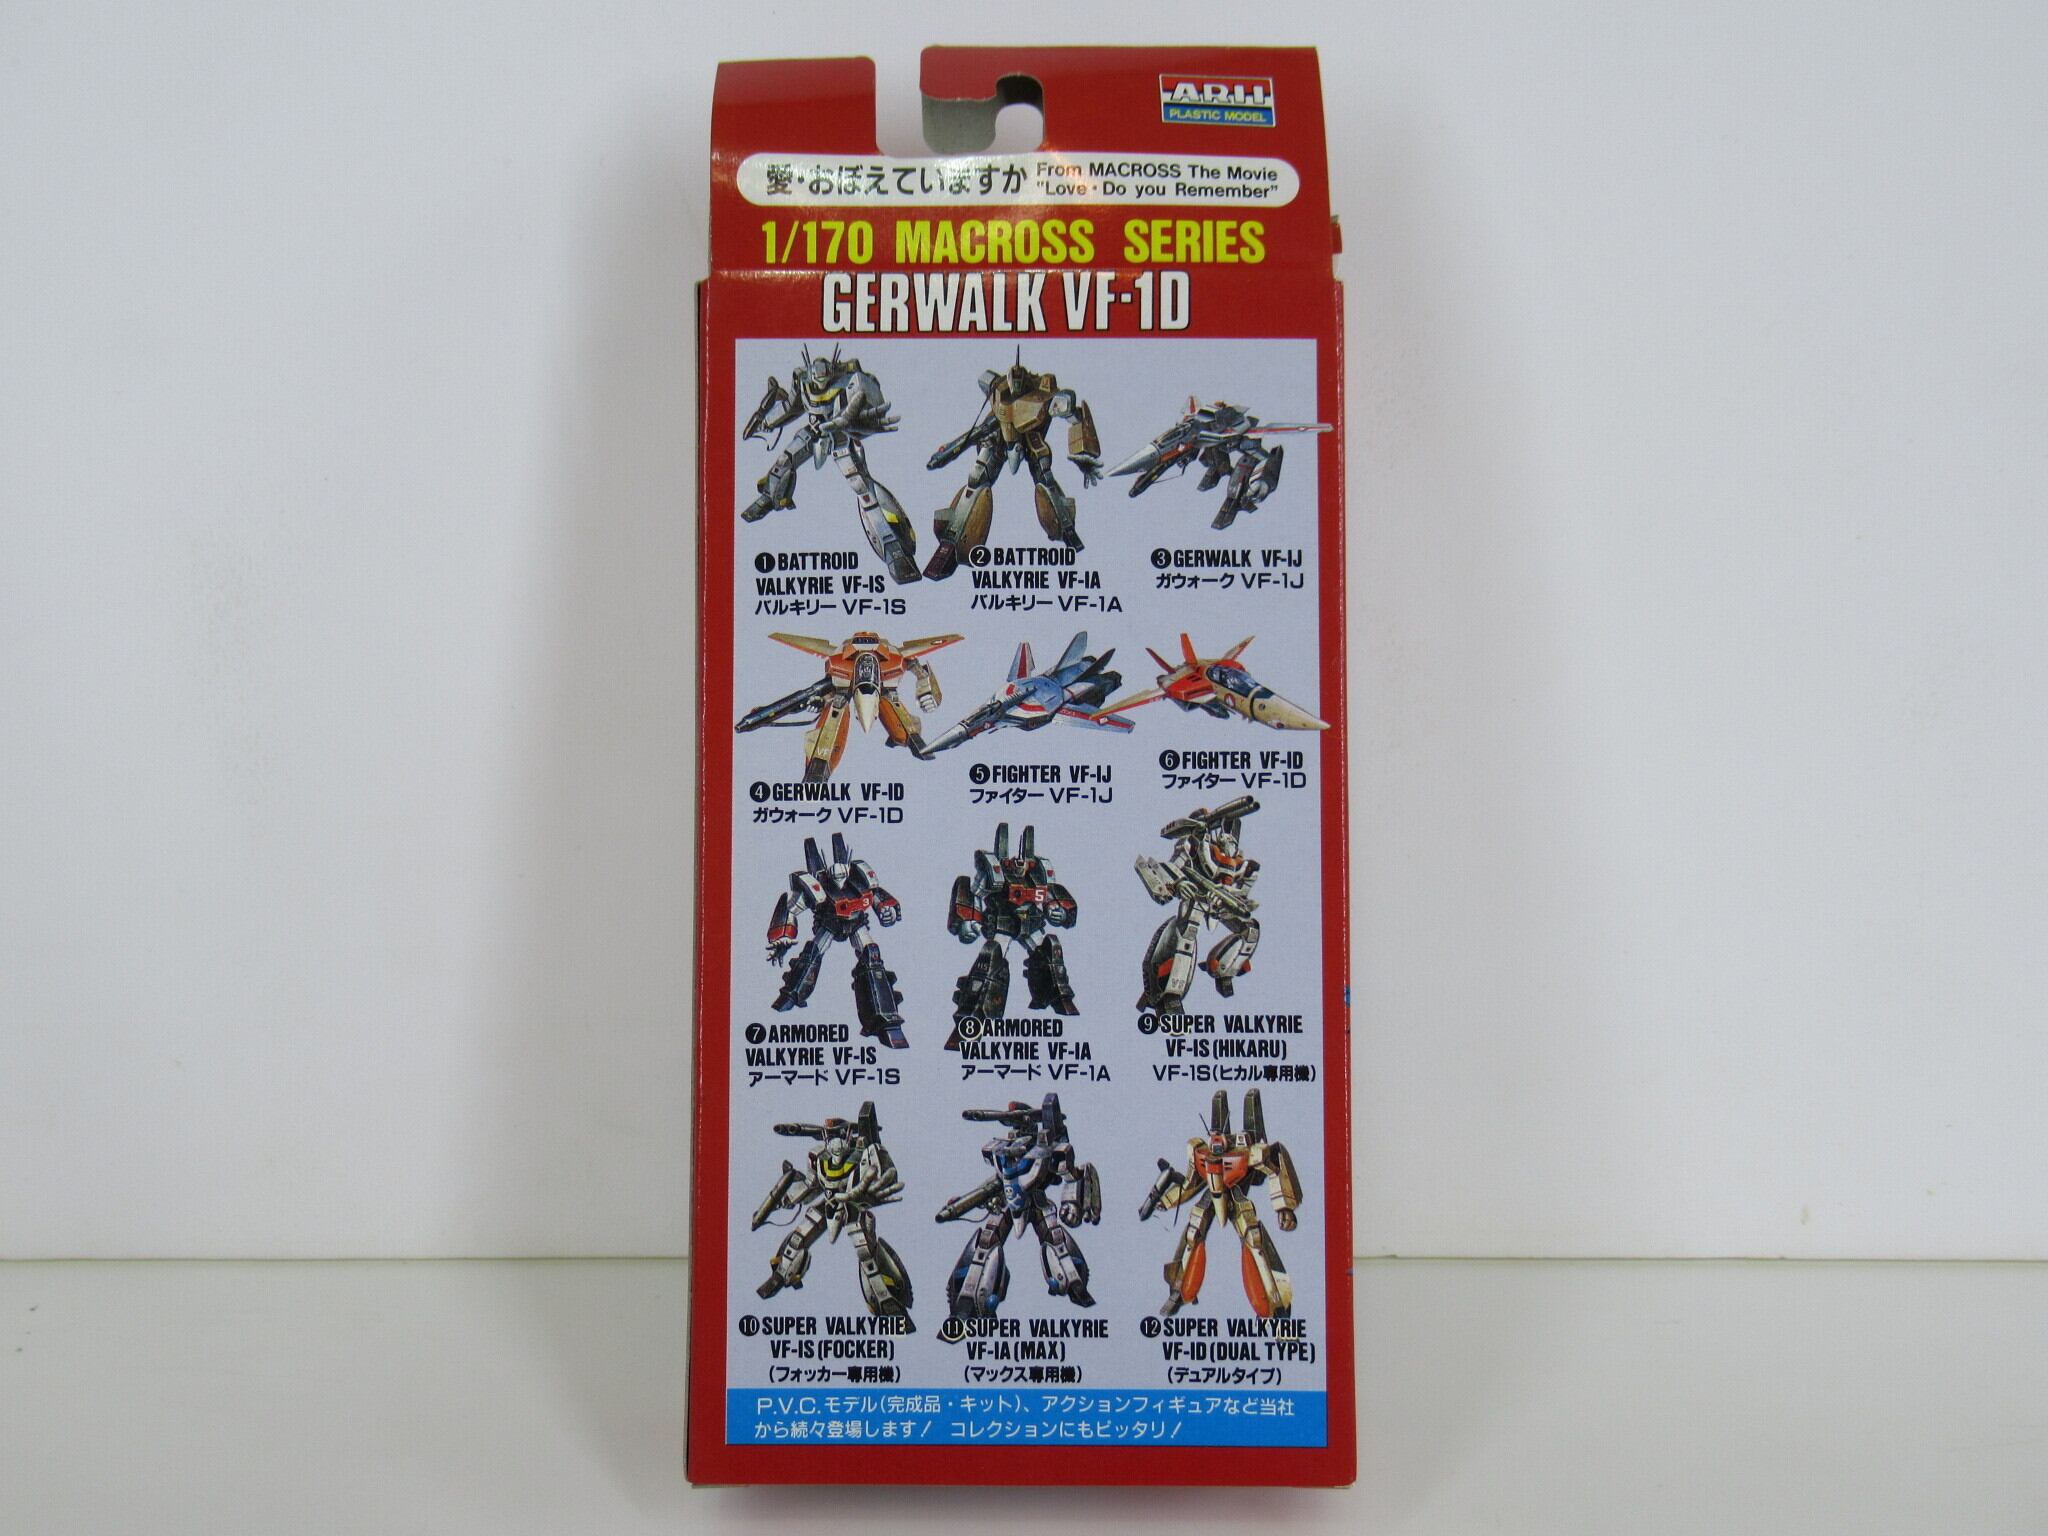 ARII
PLASTIC MODEL
愛・おぼえていますか From MACROSS The Movie
"Love・Do you Remember"
1/170 MACROSS SERIES
GERWALK VF-1D
❶BATTROID
VALKYRIE VF-1S
バルキリー VF-1S
❷BATTROID
VALKYRIE VF-1A
バルキリー VF-1A
❸GERWALK VF-1J
ガウォーク VF-1J
❹GERWALK VF-1D
ガウォーク VF-1D
❺FIGHTER VF-1J
ファイター VF-1J
❻FIGHTER VF-1D
ファイター VF-1D
❼ARMORED
VALKYRIE VF-1S
アーマード VF-1S
❽ARMORED
VALKYRIE VF-1A
アーマード VF-1A
❾SUPER VALKYRIE
VF-1S(HIKARU)
VF-1S(ヒカル専用機)
❿SUPER VALKYRIE
VF-1S(FOCKER)
(フォッカー専用機)
⓫SUPER VALKYRIE
VF-1A(MAX)
(マックス専用機)
⓬SUPER VALKYRIE
VF-1D(DUAL TYPE)
(デュアルタイプ)
P.V.C.モデル(完成品・キット)、アクションフィギュアなど当社
から続々登場します! コレクションにもピッタリ!